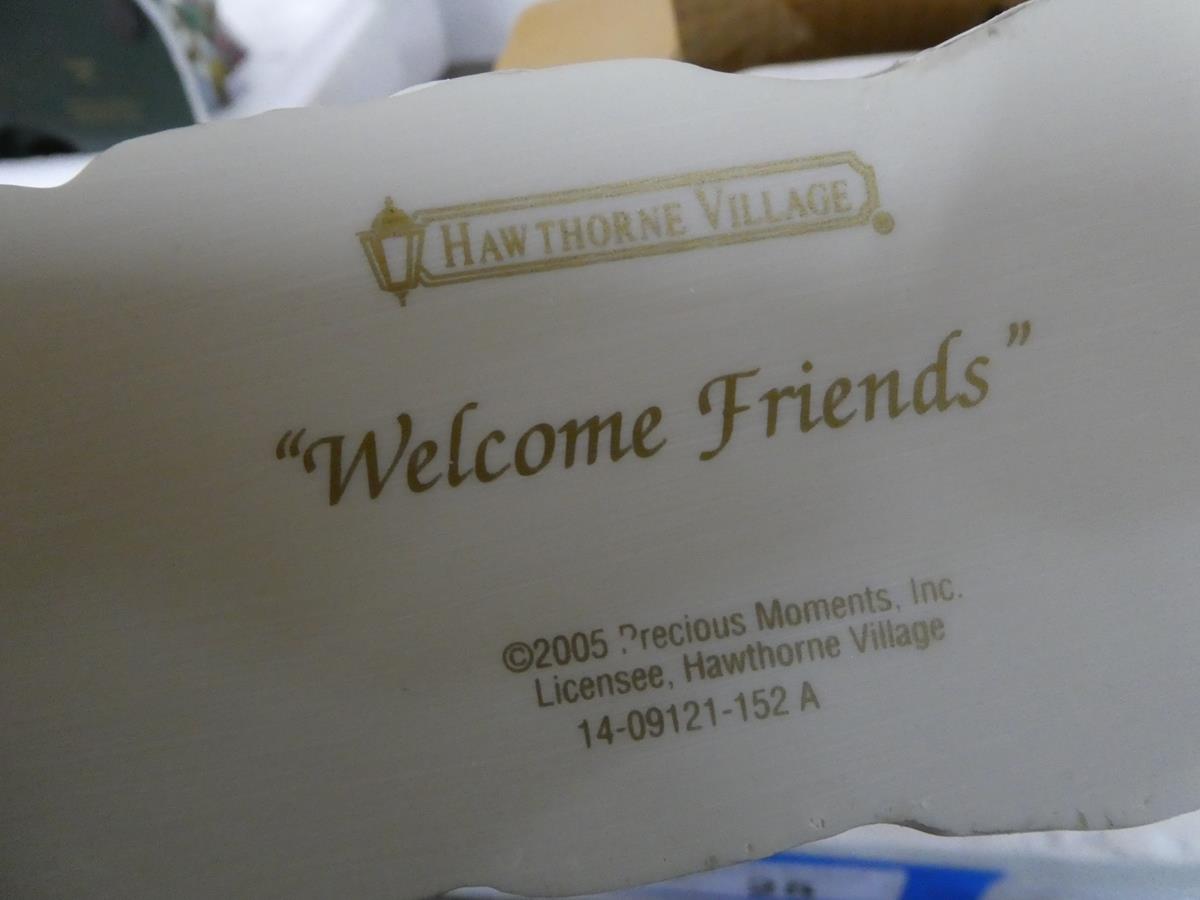 HAWTHORNE VILLAGE
“Welcome Friends”
©2005 Precious Moments, Inc.
Licensee, Hawthorne Village
14-09121-152 A